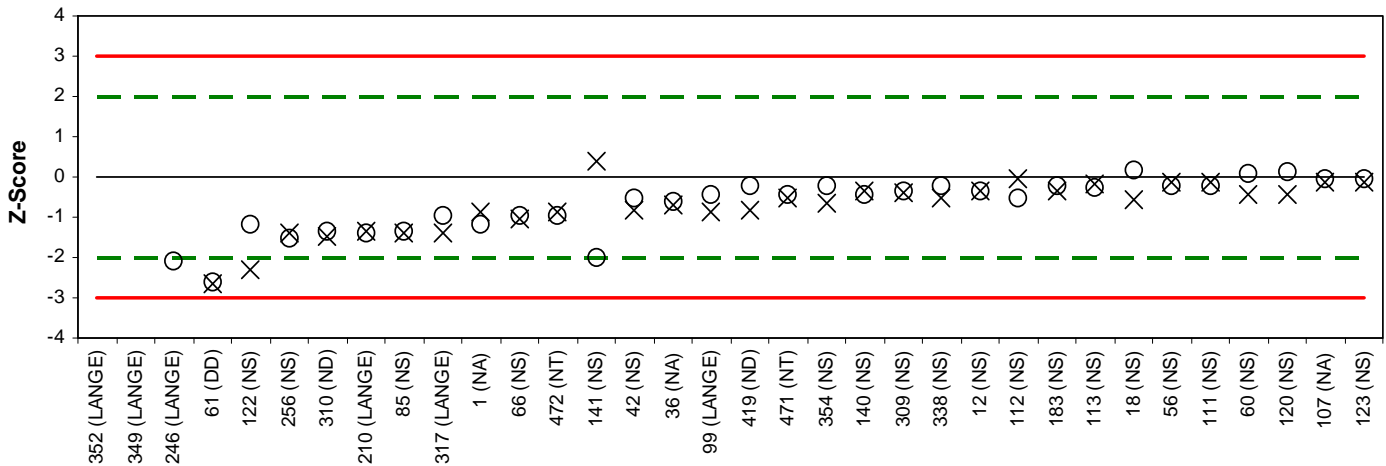 4
3
2
1
0
-1
-2
-3
-4
Z-Score
352 (LANGE)
349 (LANGE)
246 (LANGE)
61 (DD)
122 (NS)
256 (NS)
310 (ND)
210 (LANGE)
85 (NS)
317 (LANGE)
1 (NA)
66 (NS)
472 (NT)
141 (NS)
42 (NS)
36 (NA)
99 (LANGE)
419 (ND)
471 (NT)
354 (NS)
140 (NS)
309 (NS)
338 (NS)
12 (NS)
112 (NS)
183 (NS)
113 (NS)
18 (NS)
56 (NS)
111 (NS)
60 (NS)
120 (NS)
107 (NA)
123 (NS)